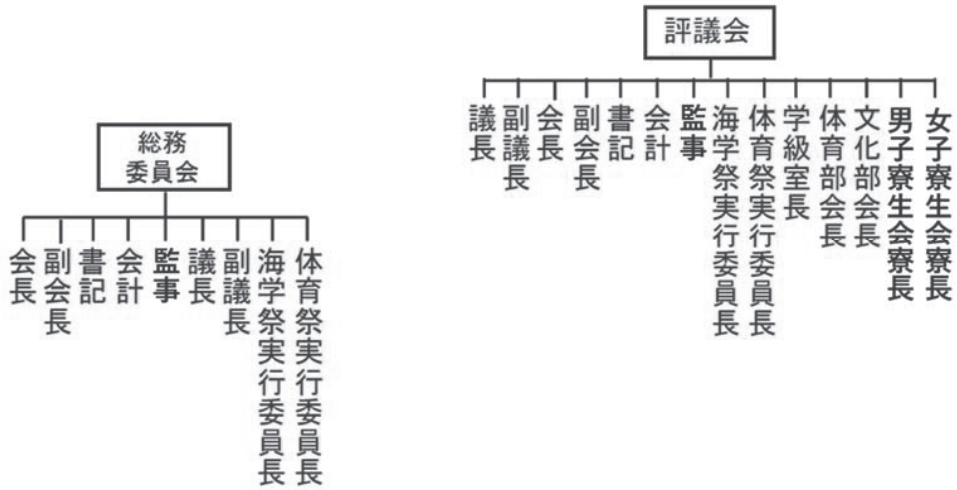 評議会
議長
副議長
会長
副会長
書記
会計
監事
海学祭実行委員長
体育祭実行委員長
学級室長
体育部会長
文化部会長
男子寮生会寮長
女子寮生会寮長
総務
委員会
会長
副会長
書記
会計
監事
議長
副議長
海学祭実行委員長
体育祭実行委員長